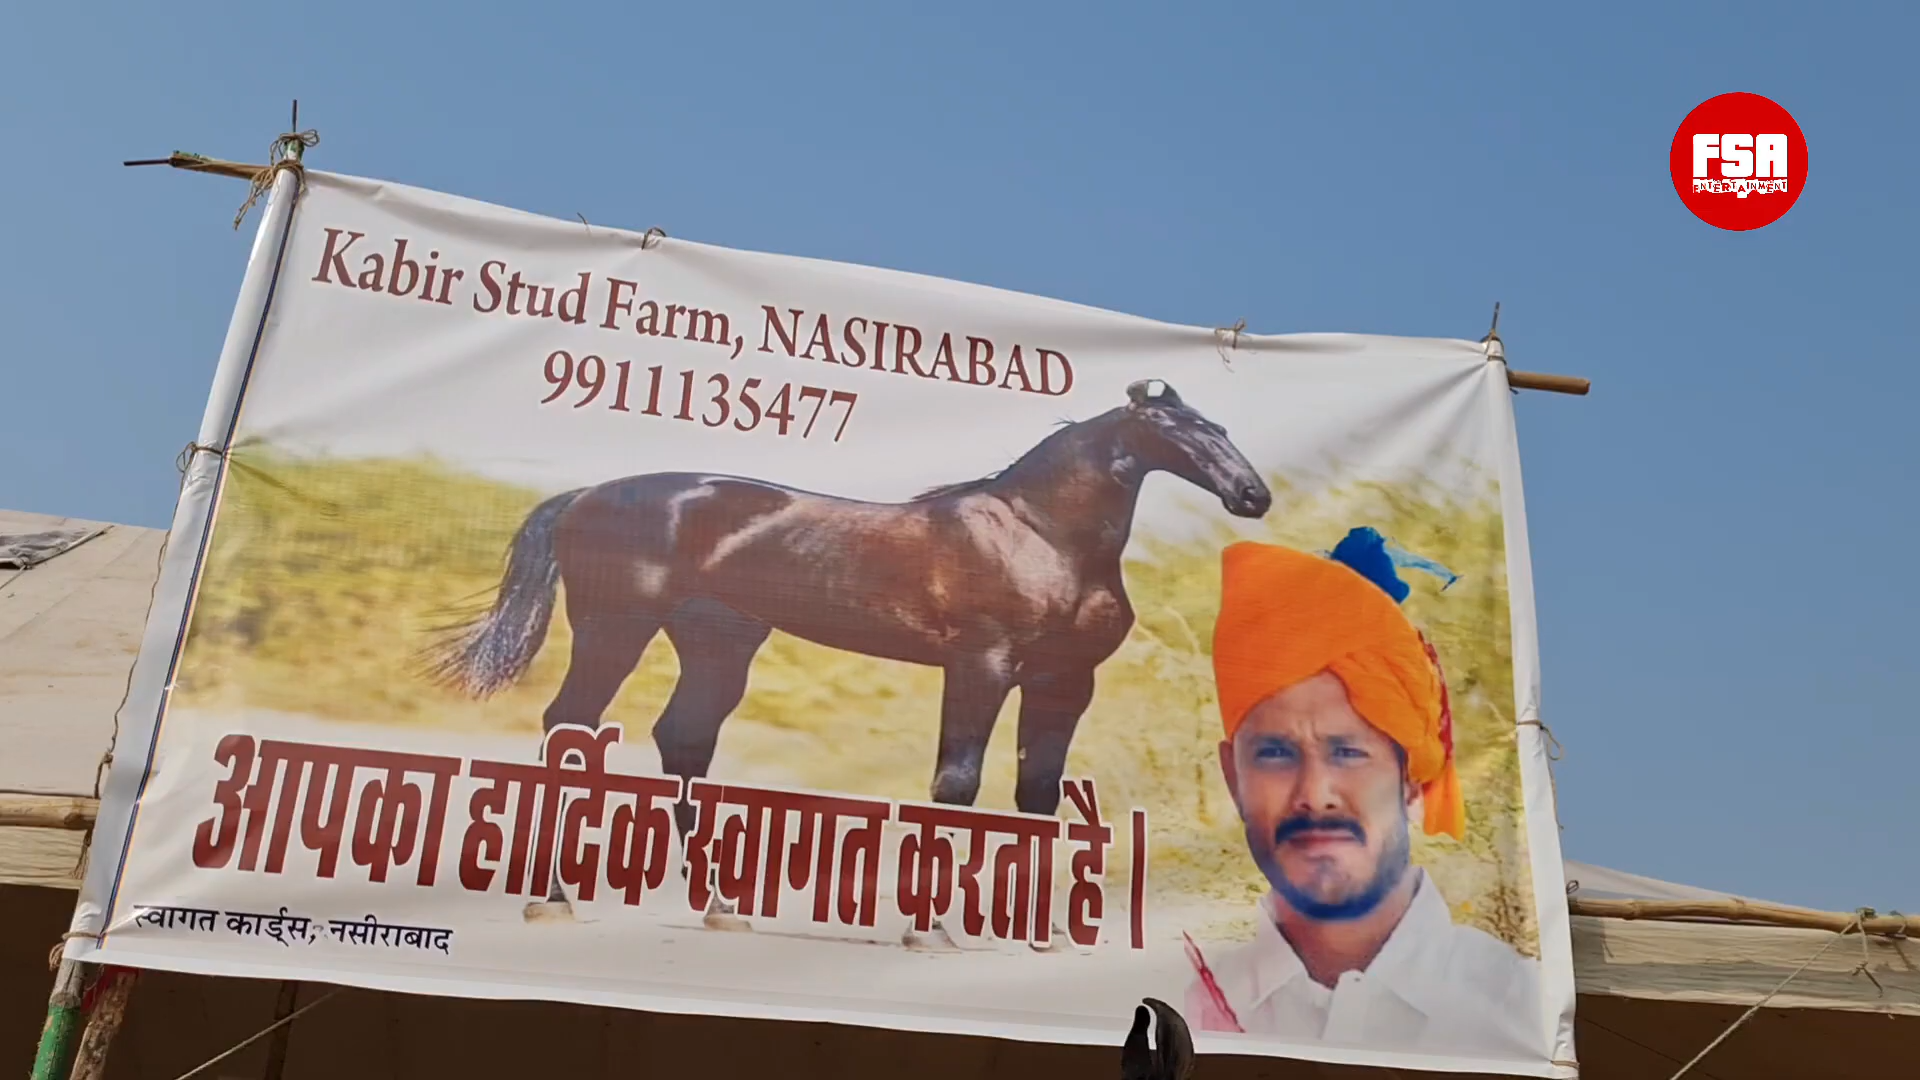 FSA
ENTERTAINMENT
Kabir Stud Farm, NASIRABAD
9911135477
आपका हार्दिक स्वागत करता है।
स्वागत कार्ड्स, नसीराबाद